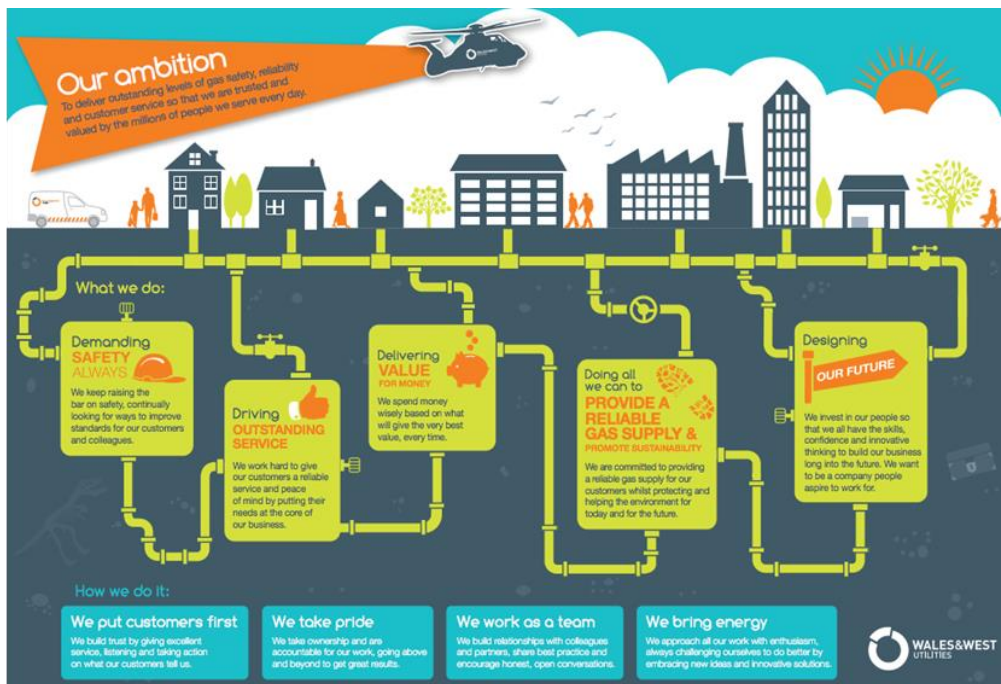 Our ambition
To deliver outstanding levels of gas safety, reliability
and customer service so that we are trusted and
valued by the millions of people we serve every day.
What we do:
Demanding
SAFETY
ALWAYS
We keep raising the
bar on safety, continually
looking for ways to improve
standards for our customers
and colleagues.
Driving
OUTSTANDING
SERVICE
We work hard to give
our customers a reliable
service and peace
of mind by putting their
needs at the core of
our business.
Delivering
VALUE
FOR MONEY
We spend money
wisely based on what
will give the very best
value, every time.
Doing all
we can to
PROVIDE A
RELIABLE
GAS SUPPLY &
PROMOTE SUSTAINABILITY
We are committed to providing
a reliable gas supply for our
customers whilst protecting and
helping the environment for
today and for the future.
Designing
OUR FUTURE
We invest in our people so
that we all have the skills,
confidence and innovative
thinking to build our business
long into the future. We want
to be a company people
aspire to work for.
How we do it:
We put customers first
We build trust by giving excellent
service, listening and taking action
on what our customers tell us.
We take pride
We take ownership and are
accountable for our work, going above
and beyond to get great results.
We work as a team
We build relationships with colleagues
and partners, share best practice and
encourage honest, open conversations.
We bring energy
We approach all our work with enthusiasm,
always challenging ourselves to do better by
embracing new ideas and innovative solutions.
WALES&WEST
UTILITIES